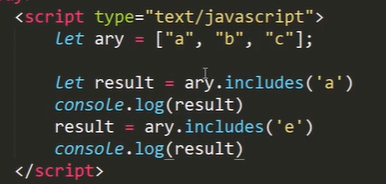 <script type="text/javascript">
let ary = ["a", "b", "c"];
let result = ary.includes('a')
console.log(result)
result = ary.includes('e')
console.log(result)
</script>